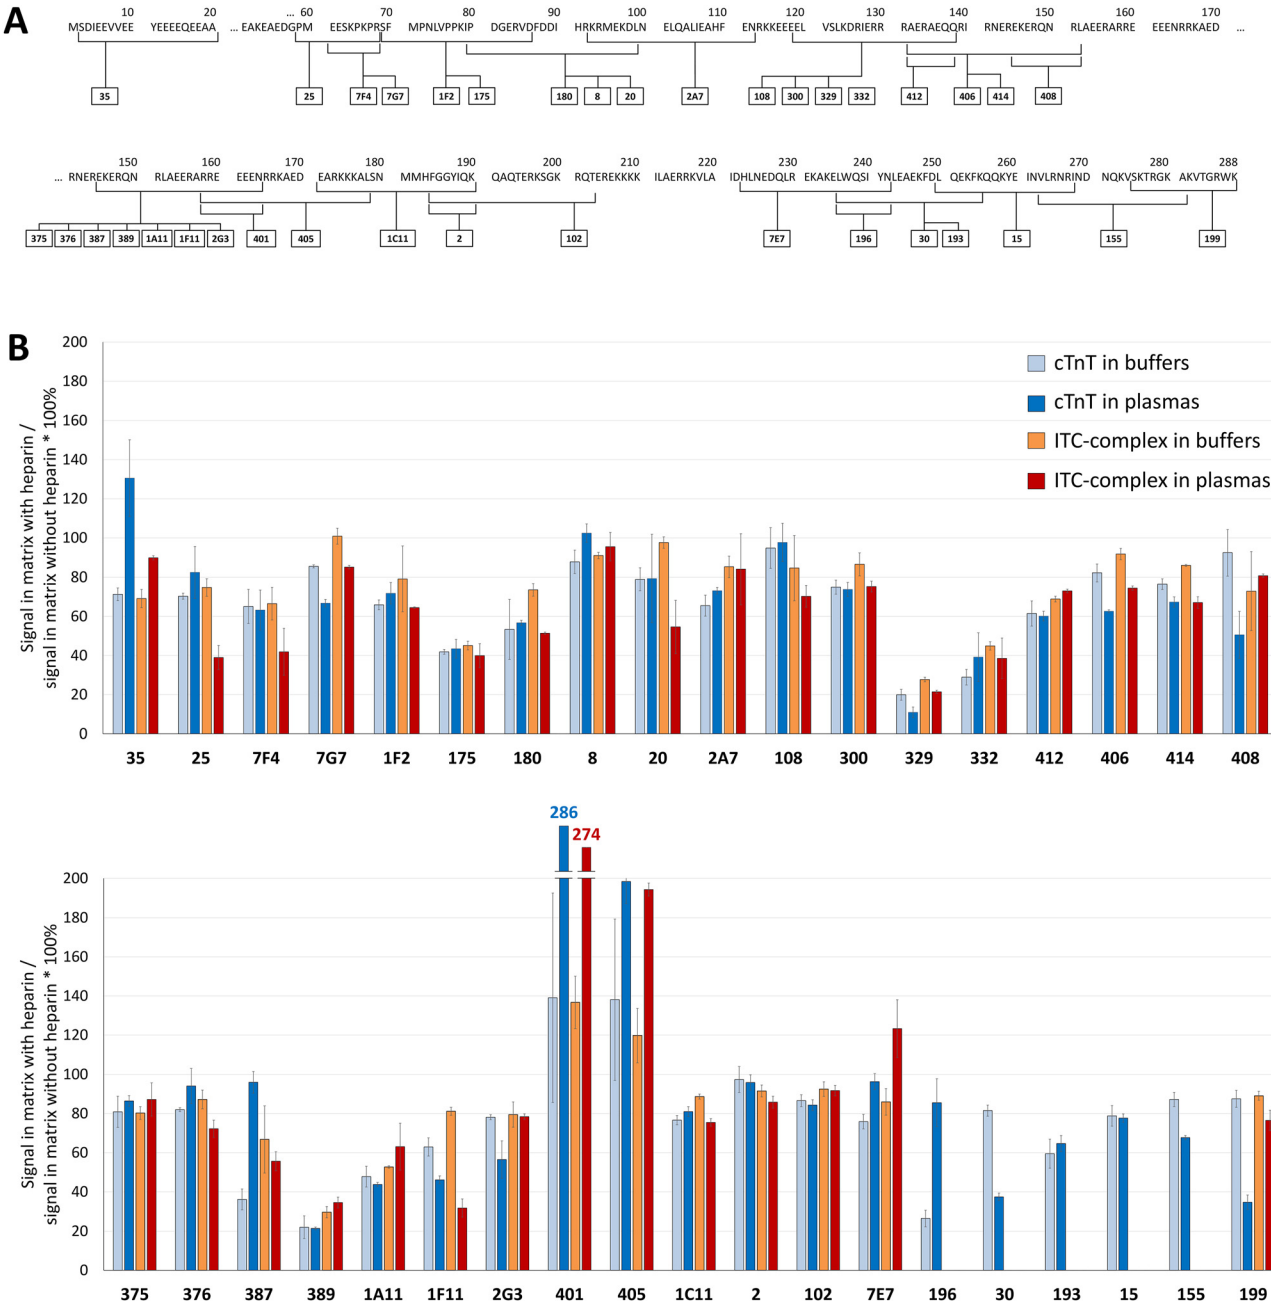 A
10 20 ... 60 70 80 90 100 110 120 130 140 150 160 170
MSDIEEVVEE YEEEEQEEAA ...EAKEAEDGPM EESKPKPRSF MPNLVPPKIP DGERVDFDDI HRKRMEKDLN ELQALIEAHF ENRKKEEEEL VSLKDRIERR RAERAEQQRI RNEREKERQN RLAEERARRE EEENRRKAED ...
35 25 7F4 7G7 1F2 175 180 8 20 2A7 108 300 329 332 412 406 414 408
150 160 170 180 190 200 210 220 230 240 250 260 270 280 288
... RNEREKERQN RLAEERARRE EEENRRKAED EARKKKALSN MMHFGGYIQK QAQTERKSGK RQTEREKKKK ILAERRKVLA IDHLNEDQLR EKAKELWQSI YNLEAEKFDL QEKFKQQKYE INVLRNRIND NQKVSKTRGK AKVTGRWK
375 376 387 389 1A11 1F11 2G3 401 405 1C11 2 102 7E7 196 30 193 15 155 199
B
Signal in matrix with heparin /
signal in matrix without heparin * 100%
200
180
160
140
120
100
80
60
40
20
0
cTnT in buffers
cTnT in plasmas
ITC-complex in buffers
ITC-complex in plasmas
35 25 7F4 7G7 1F2 175 180 8 20 2A7 108 300 329 332 412 406 414 408
Signal in matrix with heparin /
signal in matrix without heparin * 100%
286
274
200
180
160
140
120
100
80
60
40
20
0
375 376 387 389 1A11 1F11 2G3 401 405 1C11 2 102 7E7 196 30 193 15 155 199